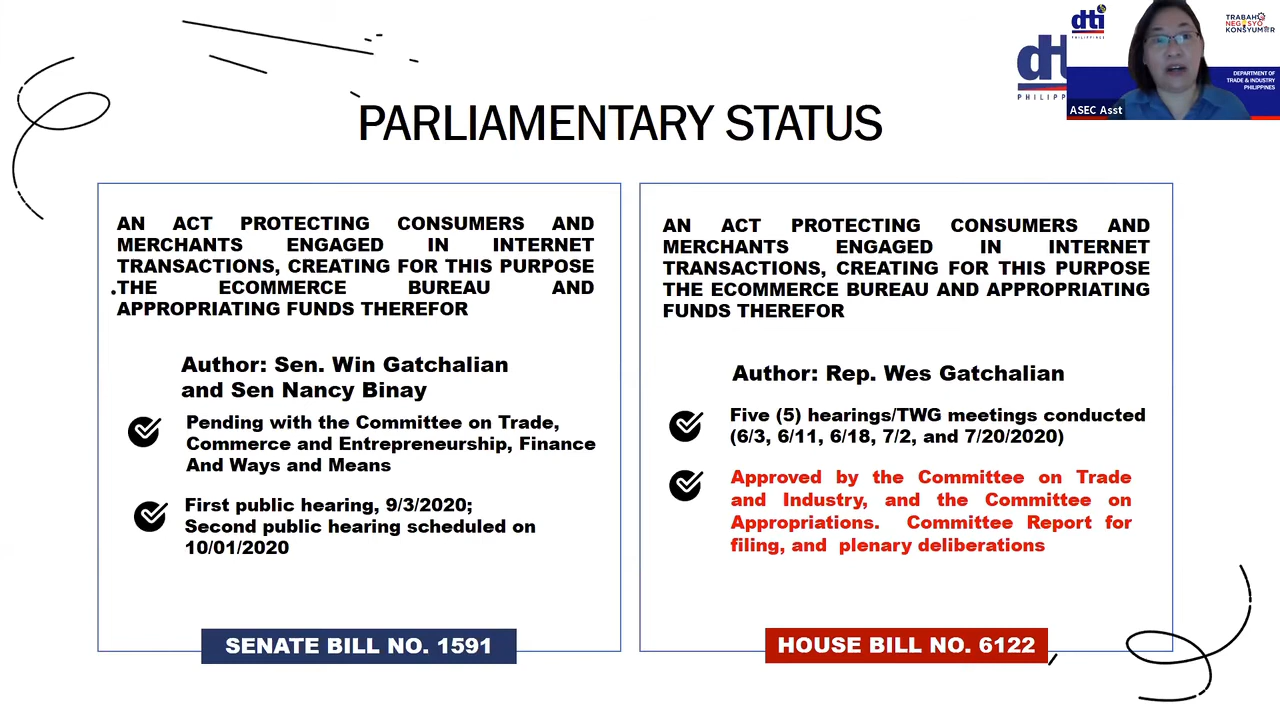 dti
PHILIPPINES
TRABAHO
NEGOSYO
KONSYUMER
DEPARTMENT OF
TRADE & INDUSTRY
PHILIPPINES
ASEC Asst
PARLIAMENTARY STATUS
AN ACT PROTECTING CONSUMERS AND
MERCHANTS ENGAGED IN INTERNET
TRANSACTIONS, CREATING FOR THIS PURPOSE
.THE ECOMMERCE BUREAU AND
APPROPRIATING FUNDS THEREFOR
Author: Sen. Win Gatchalian
and Sen Nancy Binay
Pending with the Committee on Trade,
Commerce and Entrepreneurship, Finance
And Ways and Means
First public hearing, 9/3/2020;
Second public hearing scheduled on
10/01/2020
SENATE BILL NO. 1591
AN ACT PROTECTING CONSUMERS AND
MERCHANTS ENGAGED IN INTERNET
TRANSACTIONS, CREATING FOR THIS PURPOSE
THE ECOMMERCE BUREAU AND APPROPRIATING
FUNDS THEREFOR
Author: Rep. Wes Gatchalian
Five (5) hearings/TWG meetings conducted
(6/3, 6/11, 6/18, 7/2, and 7/20/2020)
Approved by the Committee on Trade
and Industry, and the Committee on
Appropriations. Committee Report for
filing, and plenary deliberations
HOUSE BILL NO. 6122